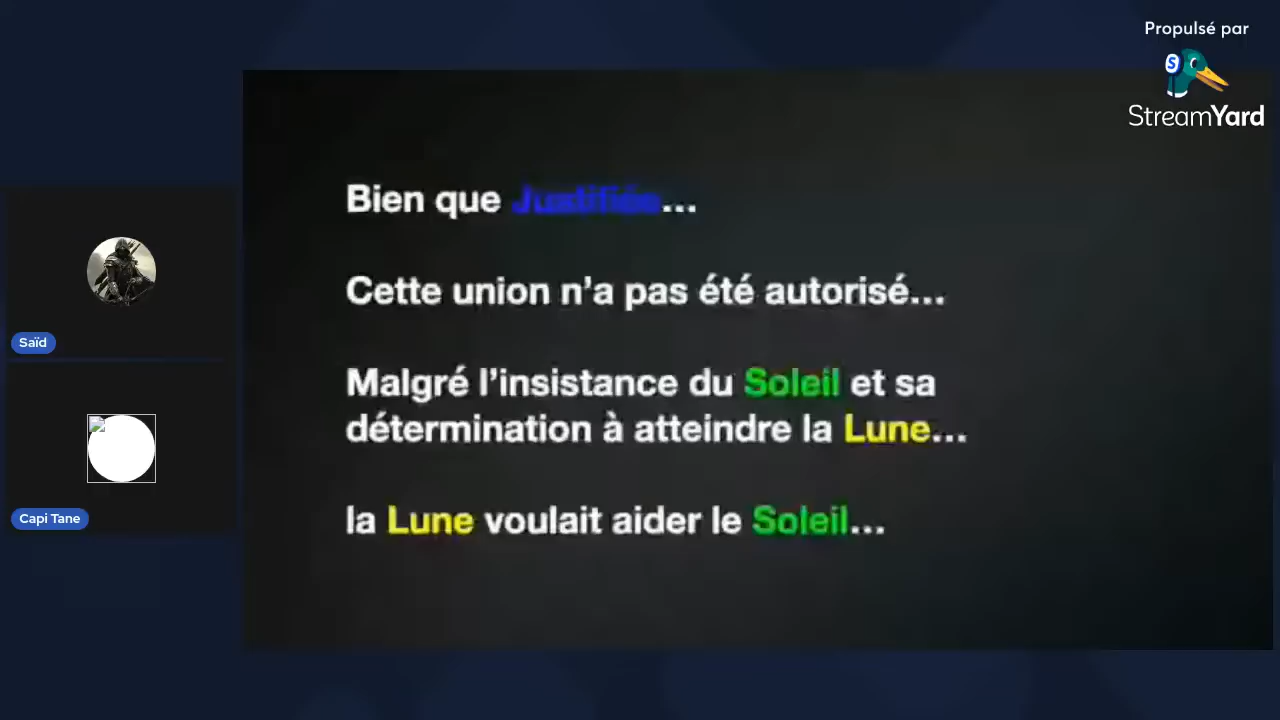 Propulsé par
StreamYard
Bien que Justifiée...
Cette union n'a pas été autorisé...
Malgré l'insistance du Soleil et sa
détermination à atteindre la Lune...
la Lune voulait aider le Soleil...
Saïd
Capi Tane